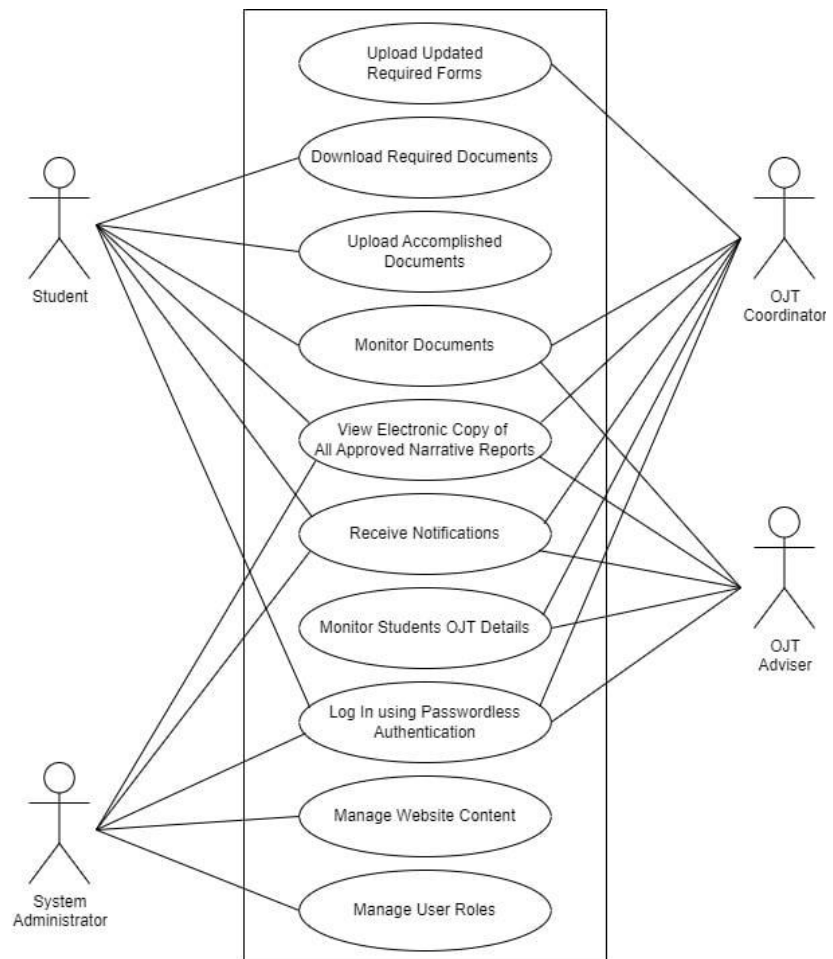 Upload Updated
Required Forms
Download Required Documents
Upload Accomplished
Documents
Student
OJT
Coordinator
Monitor Documents
View Electronic Copy of
All Approved Narrative Reports
Receive Notifications
Monitor Students OJT Details
OJT
Adviser
Log In using Passwordless
Authentication
Manage Website Content
System
Administrator
Manage User Roles